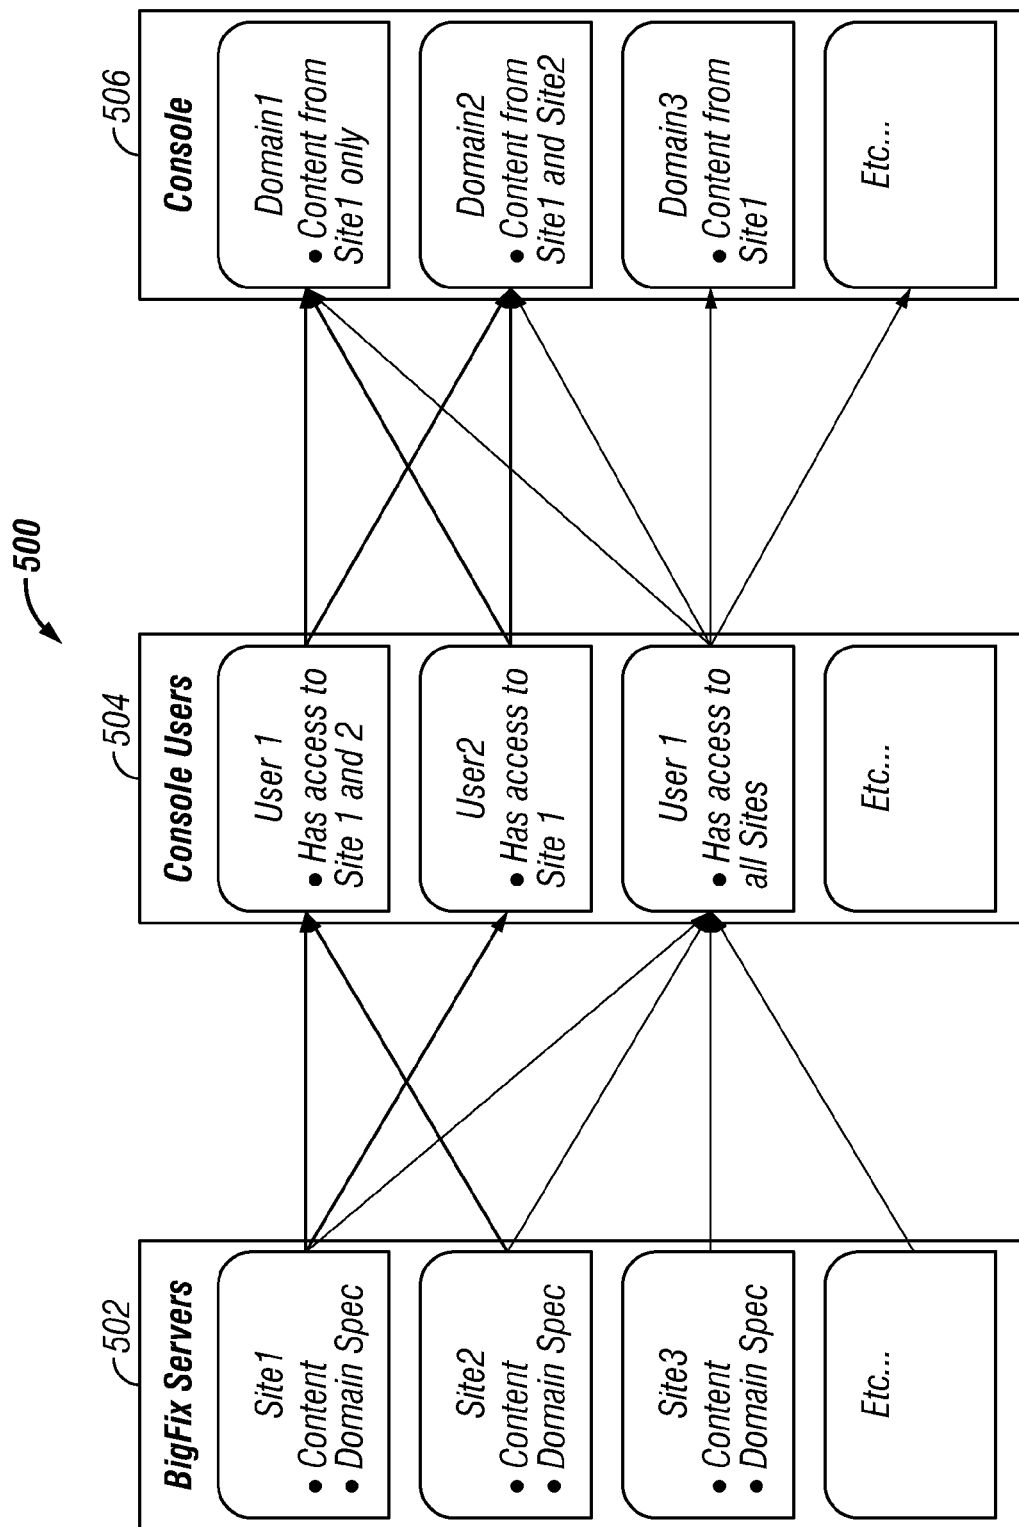 500
502
BigFix Servers
Site1
• Content
• Domain Spec
Site2
• Content
• Domain Spec
Site3
• Content
• Domain Spec
Etc...
504
Console Users
User 1
• Has access to
Site 1 and 2
User2
• Has access to
Site 1
User 1
• Has access to
all Sites
Etc...
506
Console
Domain1
• Content from
Site1 only
Domain2
• Content from
Site1 and Site2
Domain3
• Content from
Site1
Etc...